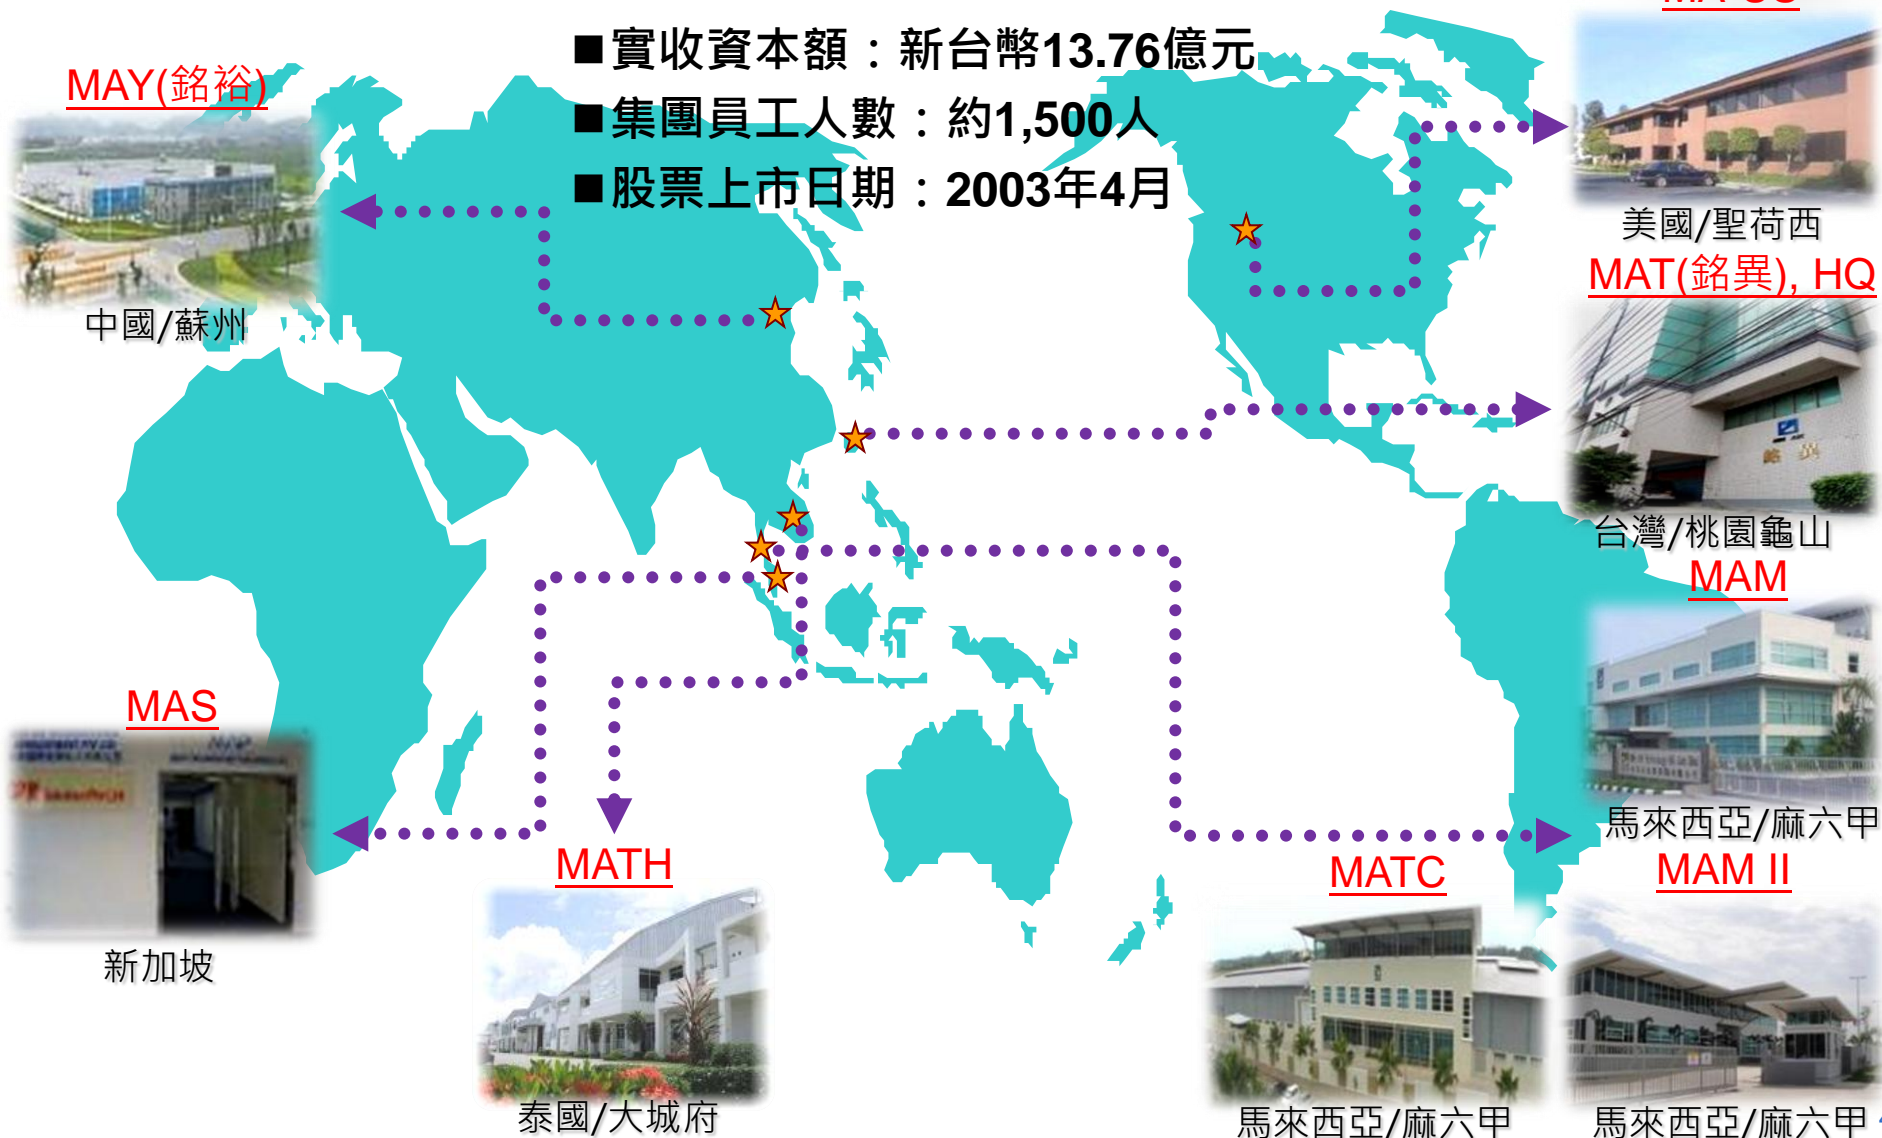 ■實收資本額：新台幣13.76億元
■集團員工人數：約1,500人
■股票上市日期：2003年4月
MAY(銘裕)
中國/蘇州
美國/聖荷西
MAT(銘異), HQ
銘異
台灣/桃園龜山
MAM
馬來西亞/麻六甲
MAS
新加坡
MATH
泰國/大城府
MATC
馬來西亞/麻六甲
MAM II
馬來西亞/麻六甲